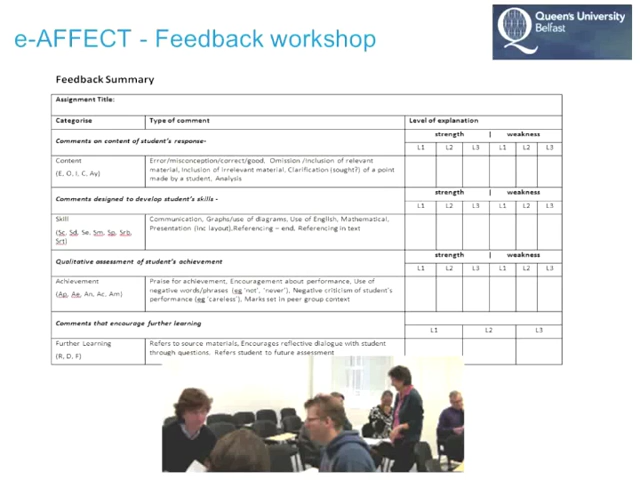 e-AFFECT - Feedback workshop
Queen's University
Belfast
Feedback Summary
Assignment Title:
Categorise Type of comment Level of explanation
Comments on content of student's response- strength | weakness
L1 L2 L3 L1 L2 L3
Content Error/misconception/correct/good. Omission /Inclusion of relevant
(E, O, I, C, Ay) material, Inclusion of irrelevant material. Clarification (sought?) of a point
made by a student. Analysis
Comments designed to develop student's skills - strength | weakness
L1 L2 L3 L1 L2 L3
Skill Communication, Graphs/use of diagrams, Use of English, Mathematical,
(Sc, Sd, Se, Sm, Sp, Srb, Presentation (inc layout).Referencing – end, Referencing in text
Srt)
Qualitative assessment of student's achievement strength | weakness
L1 L2 L3 L1 L2 L3
Achievement Praise for achievement, Encouragement about performance, Use of
(Ap, Ae, An, Ac, Am) negative words/phrases (eg 'not', 'never'), Negative criticism of student's
performance (eg 'careless'), Marks set in peer group context
Comments that encourage further learning
L1 L2 L3
Further Learning Refers to source materials, Encourages reflective dialogue with student
(R, D, F) through questions. Refers student to future assessment